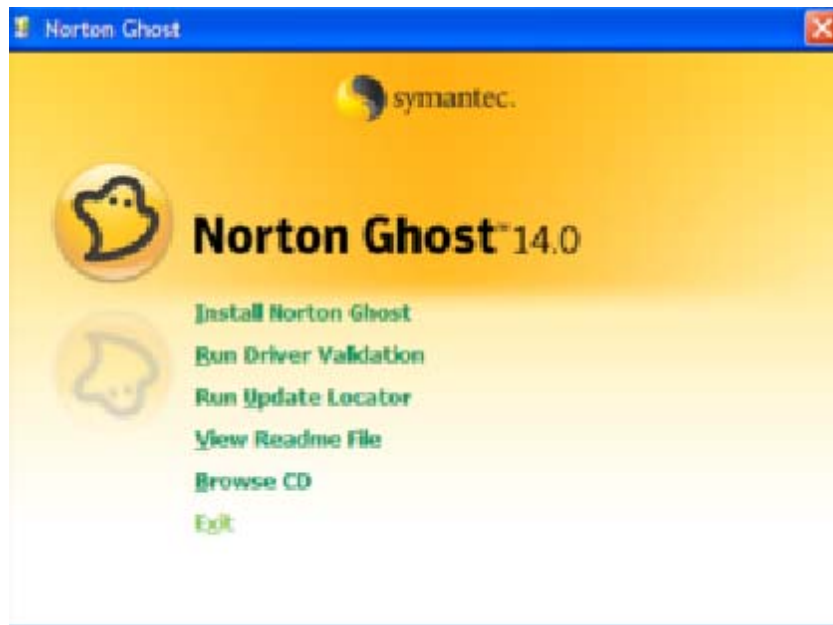 Norton Ghost
symantec.
Norton Ghost™ 14.0
Install Norton Ghost
Run Driver Validation
Run Update Locator
View Readme File
Browse CD
Exit